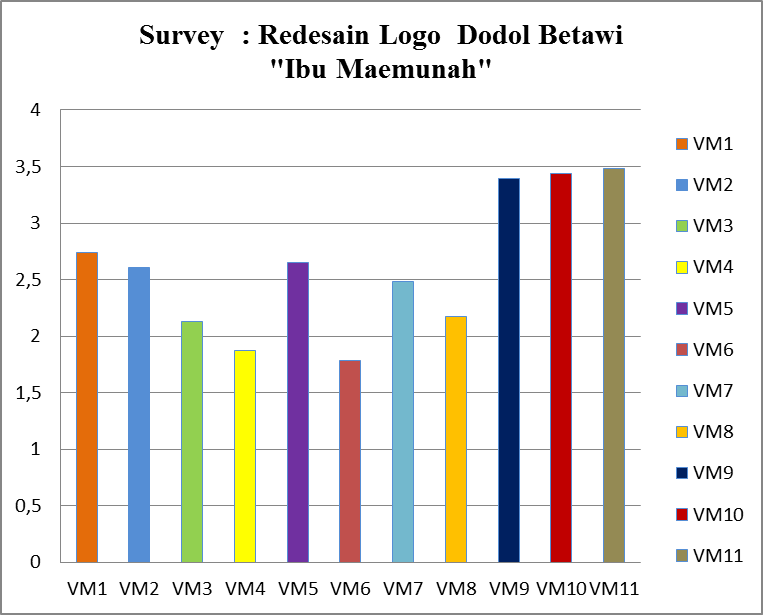 Survey : Redesain Logo Dodol Betawi
"Ibu Maemunah"
4
3,5
3
2,5
2
1,5
1
0,5
0
VM1 VM2 VM3 VM4 VM5 VM6 VM7 VM8 VM9 VM10 VM11
VM1
VM2
VM3
VM4
VM5
VM6
VM7
VM8
VM9
VM10
VM11